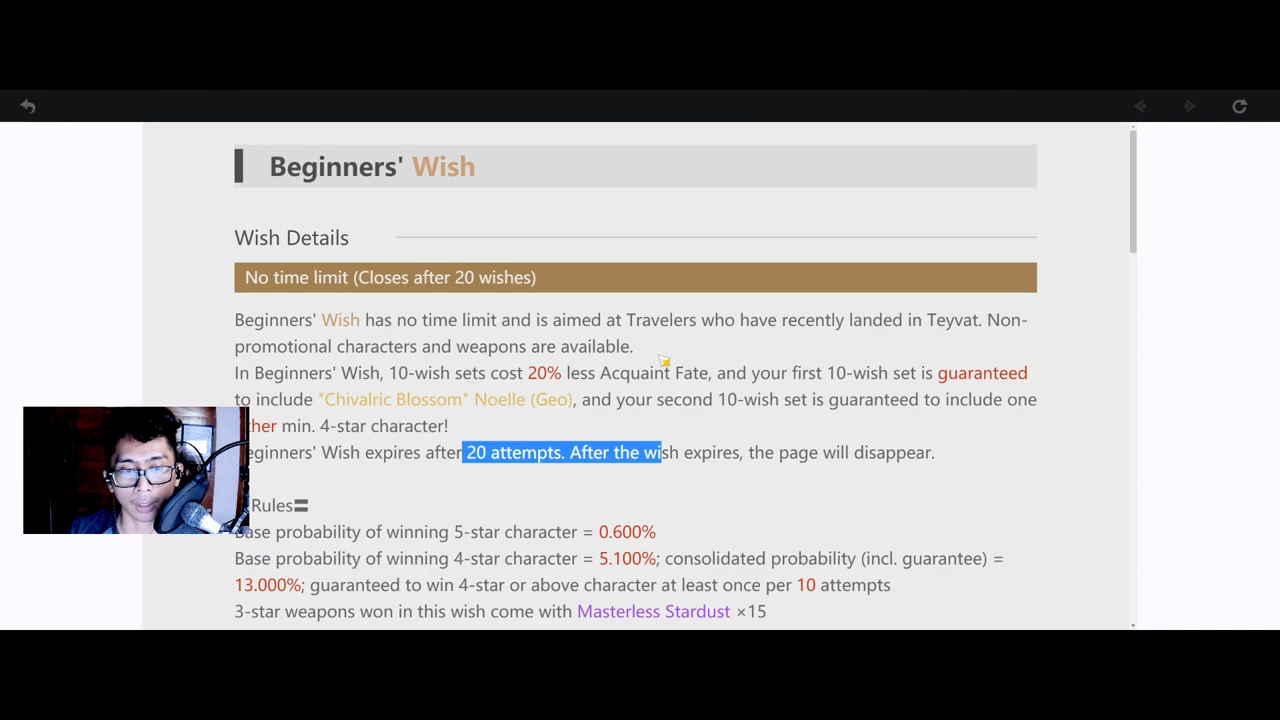 Beginners' Wish
Wish Details
No time limit (Closes after 20 wishes)
Beginners' Wish has no time limit and is aimed at Travelers who have recently landed in Teyvat. Non-
promotional characters and weapons are available.
In Beginners' Wish, 10-wish sets cost 20% less Acquaint Fate, and your first 10-wish set is guaranteed
to include "Chivalric Blossom" Noelle (Geo), and your second 10-wish set is guaranteed to include one
her min. 4-star character!
eginners' Wish expires after 20 attempts. After the wish expires, the page will disappear.
Rules〓
Base probability of winning 5-star character = 0.600%
Base probability of winning 4-star character = 5.100%; consolidated probability (incl. guarantee) =
13.000%; guaranteed to win 4-star or above character at least once per 10 attempts
3-star weapons won in this wish come with Masterless Stardust ×15